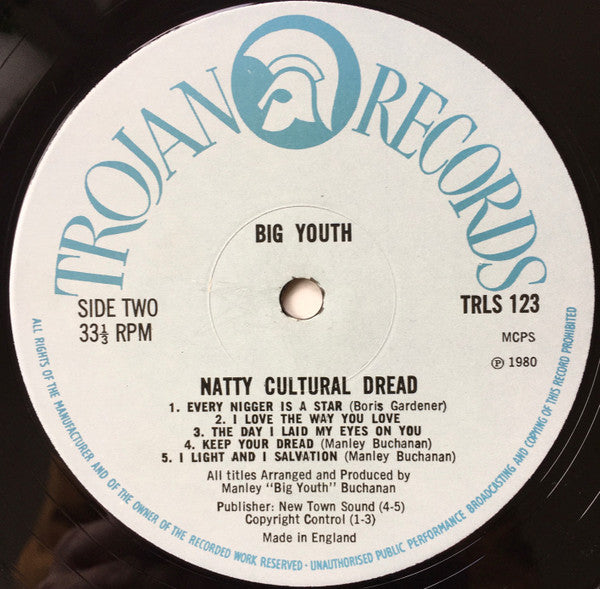 TROJAN RECORDS
BIG YOUTH
SIDE TWO
33⅓ RPM
TRLS 123
MCPS
Ⓟ 1980
NATTY CULTURAL DREAD
1. EVERY NIGGER IS A STAR (Boris Gardener)
2. I LOVE THE WAY YOU LOVE
3. THE DAY I LAID MY EYES ON YOU
4. KEEP YOUR DREAD (Manley Buchanan)
5. I LIGHT AND I SALVATION (Manley Buchanan)
All titles Arranged and Produced by
Manley "Big Youth" Buchanan
Publisher: New Town Sound (4-5)
Copyright Control (1-3)
Made in England
ALL RIGHTS OF THE MANUFACTURER AND OF THE OWNER OF THE RECORDED WORK RESERVED - UNAUTHORISED PUBLIC PERFORMANCE BROADCASTING AND COPYING OF THIS RECORD PROHIBITED